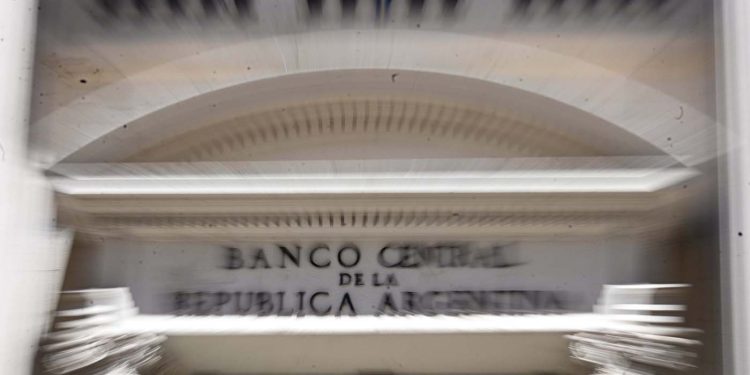 BANCO CENTRAL
DE LA
REPUBLICA ARGENTINA